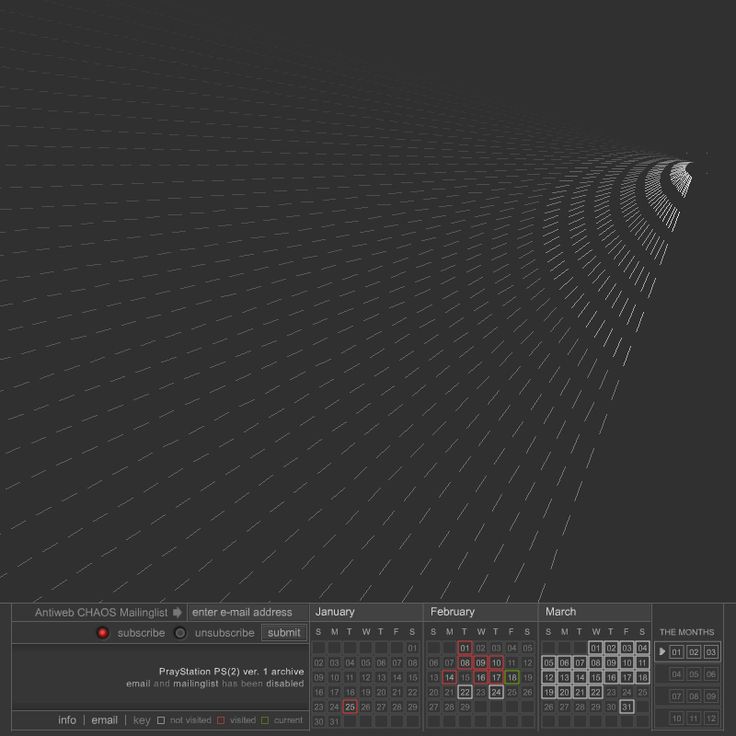 Antiweb CHAOS Mailinglist
enter e-mail address
subscribe
unsubscribe
submit
PrayStation PS(2) ver. 1 archive
email and mailinglist has been disabled
info | email | key
not visited
visited
current
January
S M T W T F S
01
02 03 04 05 06 07 08
09 10 11 12 13 14 15
16 17 18 19 20 21 22
23 24 25 26 27 28 29
30 31
February
S M T W T F S
01 02 03 04 05
06 07 08 09 10 11 12
13 14 15 16 17 18 19
20 21 22 23 24 25 26
27 28 29
March
S M T W T F S
01 02 03 04
05 06 07 08 09 10 11
12 13 14 15 16 17 18
19 20 21 22 23 24 25
26 27 28 29 30 31
THE MONTHS
01 02 03
04 05 06
07 08 09
10 11 12